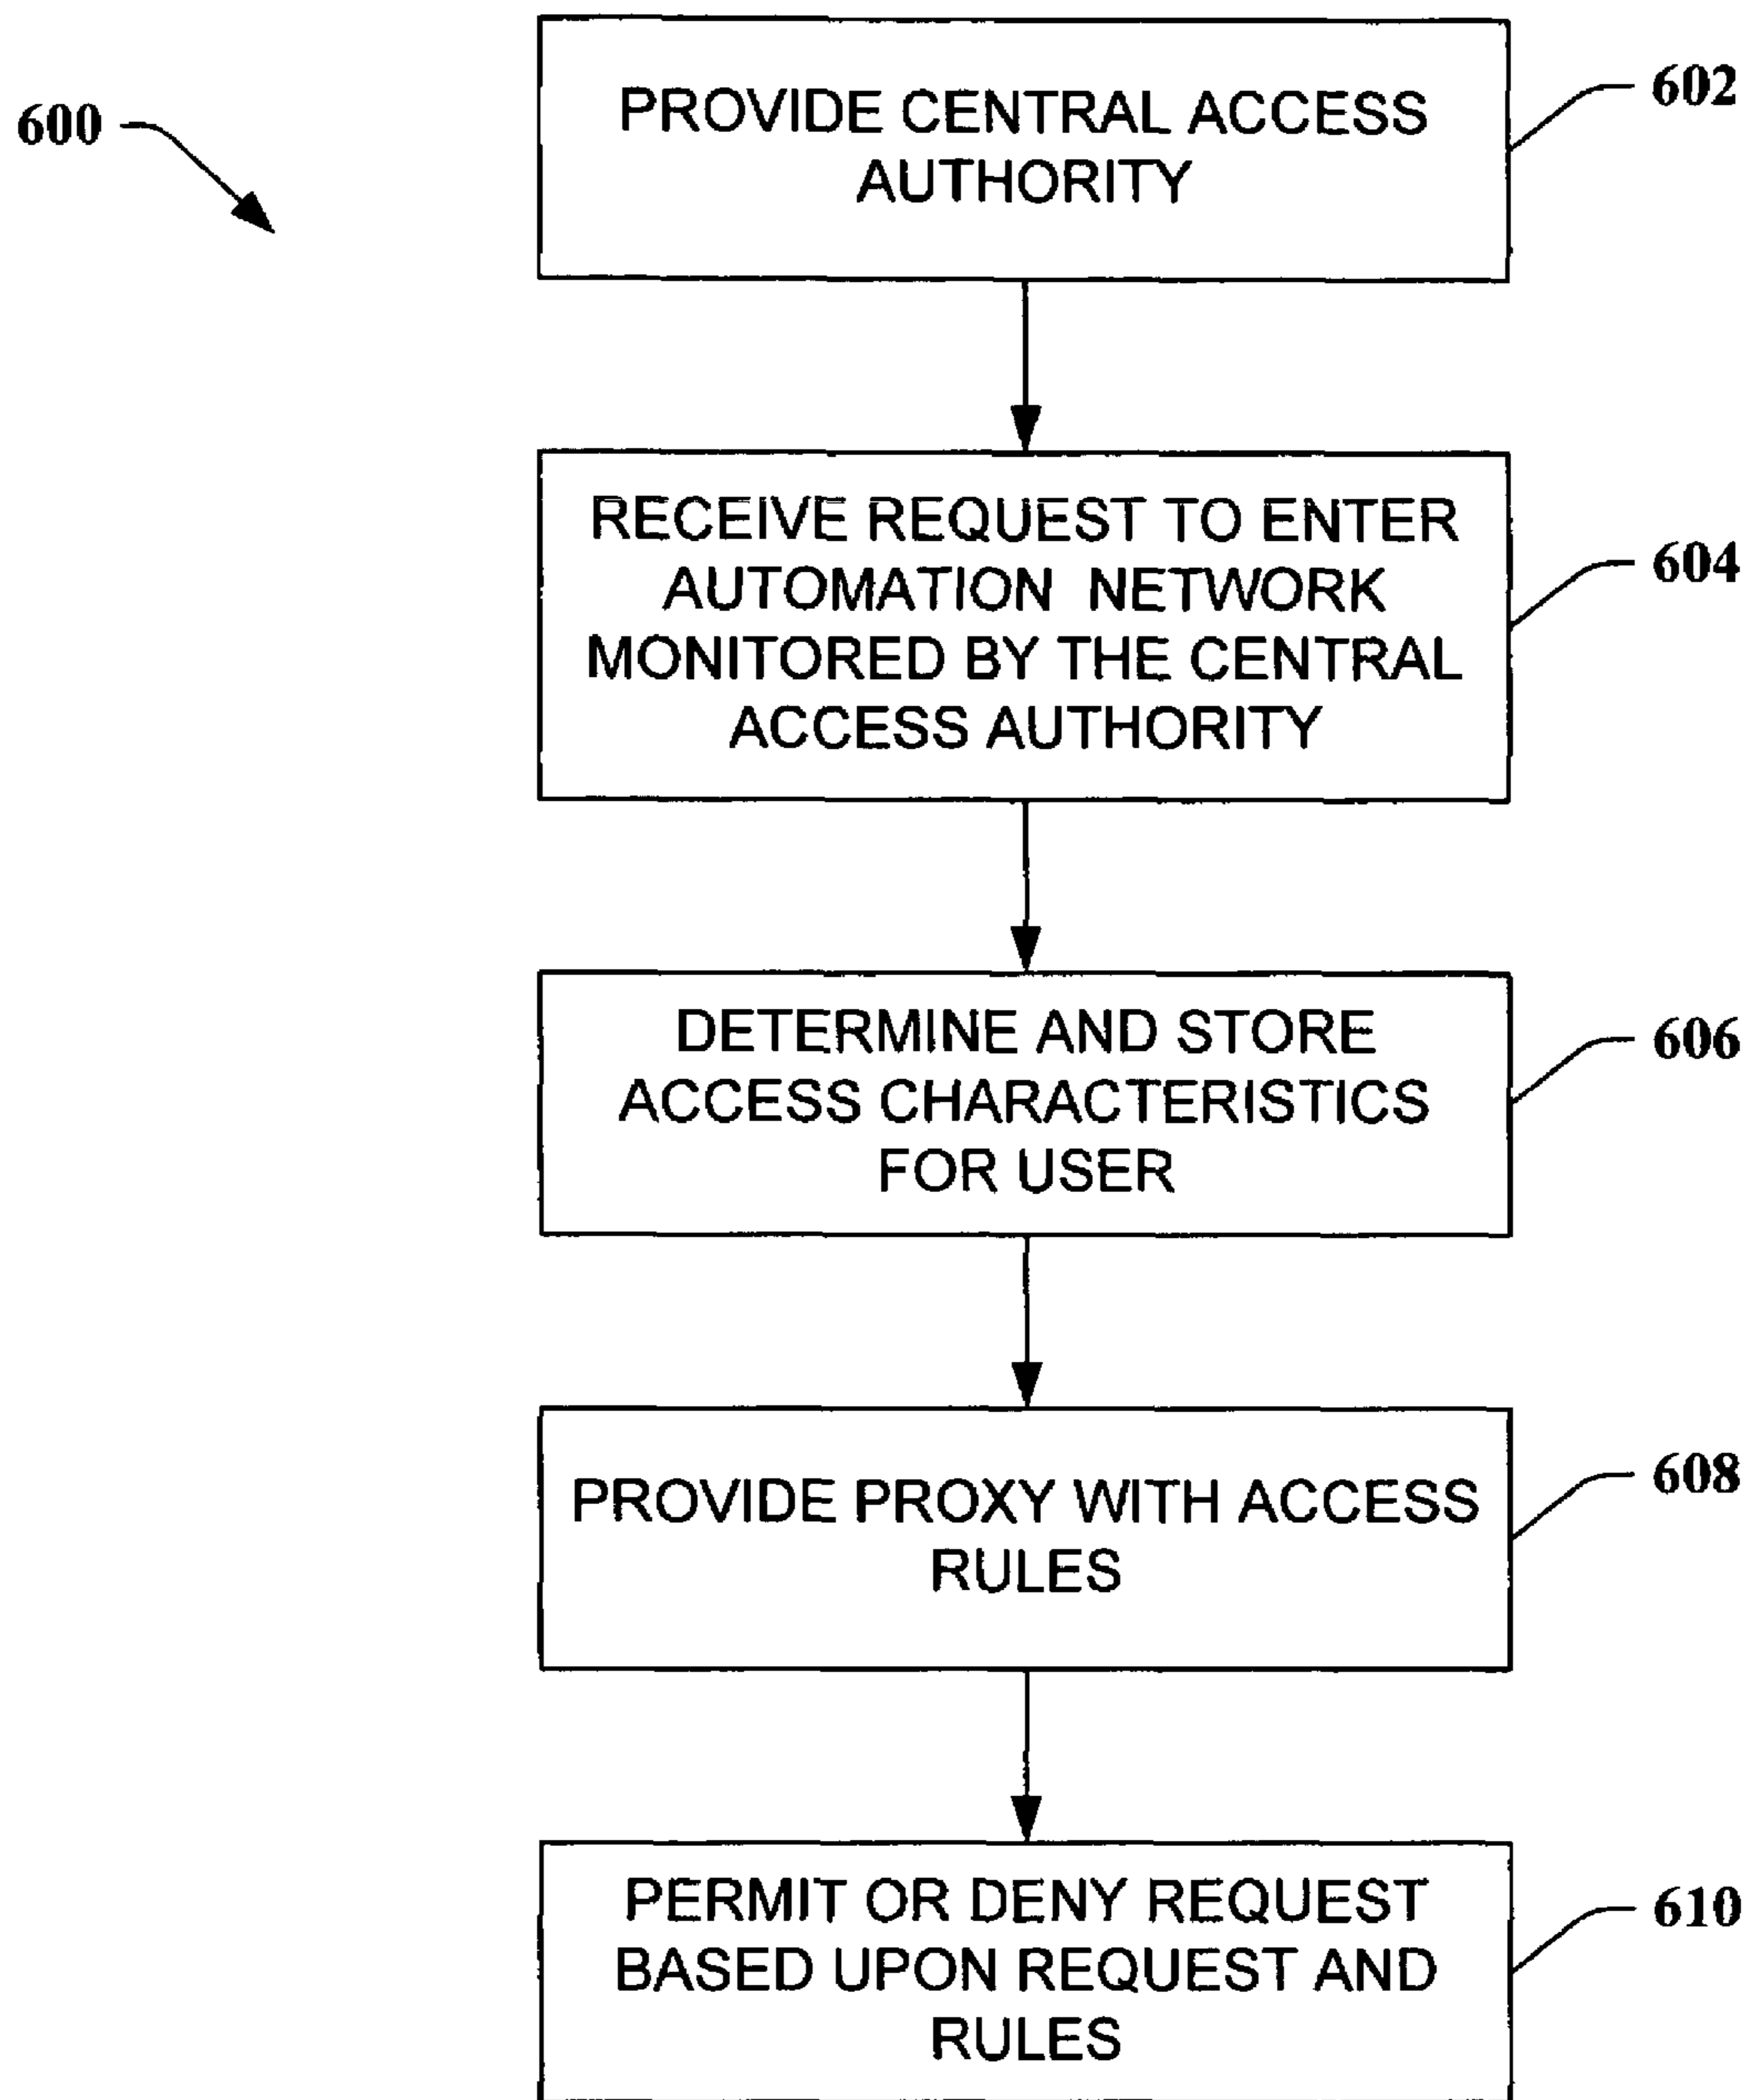 600
PROVIDE CENTRAL ACCESS
AUTHORITY
602
RECEIVE REQUEST TO ENTER
AUTOMATION NETWORK
MONITORED BY THE CENTRAL
ACCESS AUTHORITY
604
DETERMINE AND STORE
ACCESS CHARACTERISTICS
FOR USER
606
PROVIDE PROXY WITH ACCESS
RULES
608
PERMIT OR DENY REQUEST
BASED UPON REQUEST AND
RULES
610